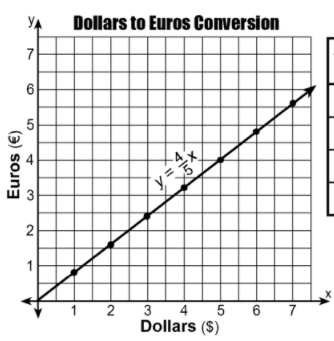 Dollars to Euros Conversion
y
7
6
5
4
3
2
1
Euros (€)
y = 4/5 x
1 2 3 4 5 6 7
x
Dollars ($)